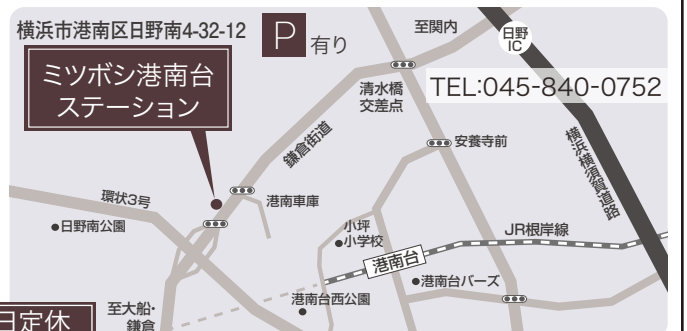 横浜市港南区日野南4-32-12
P 有り
至関内
日野
IC
ミツボシ港南台
ステーション
清水橋
交差点
TEL:045-840-0752
鎌倉街道
安養寺前
横浜横須賀道路
環状3号
港南車庫
日野南公園
小坪
小学校
JR根岸線
港南台
港南台バーズ
港南台西公園
至大船・
鎌倉
日定休